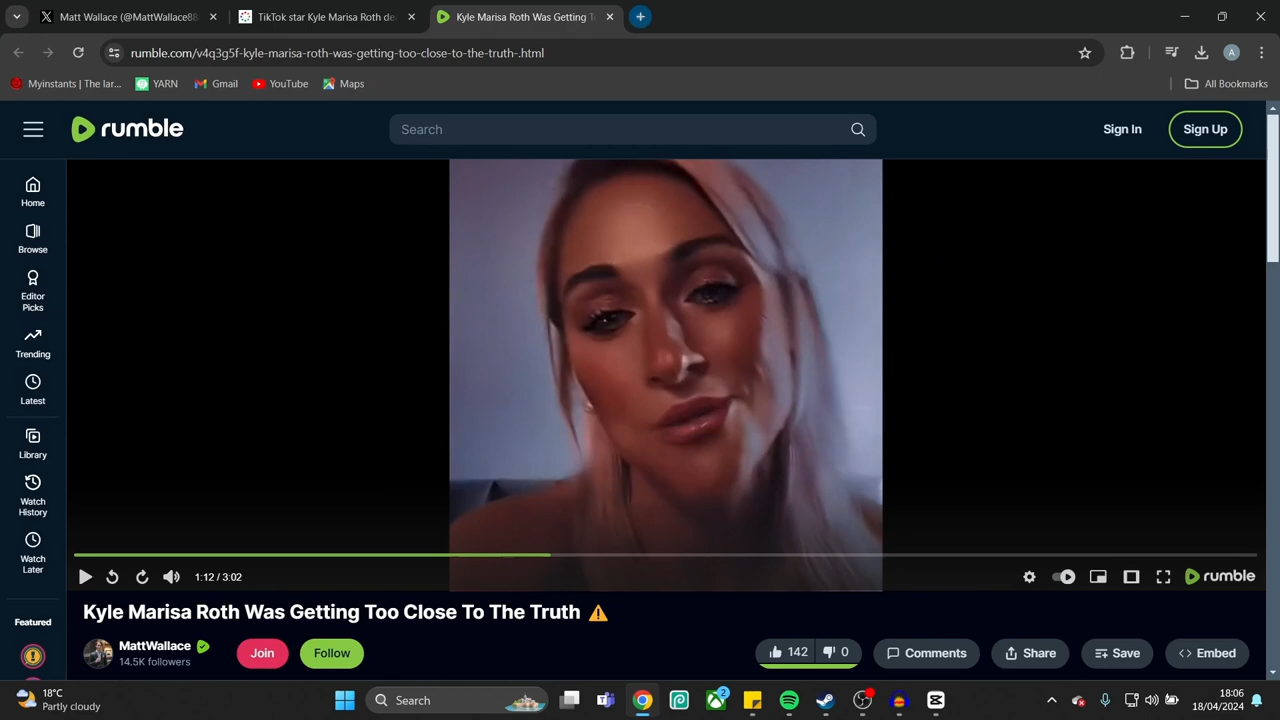 Matt Wallace (@MattWallace88
TikTok star Kyle Marisa Roth de
Kyle Marisa Roth Was Getting T
rumble.com/v4q3g5f-kyle-marisa-roth-was-getting-too-close-to-the-truth-.html
A
Myinstants | The lar...
YARN
Gmail
YouTube
Maps
All Bookmarks
rumble
Search
Sign In
Sign Up
Home
Browse
Editor
Picks
Trending
Latest
Library
Watch
History
Watch
Later
Featured
1:12 / 3:02
rumble
Kyle Marisa Roth Was Getting Too Close To The Truth ⚠️
MattWallace
14.5K followers
Join
Follow
142
0
Comments
Share
Save
Embed
18°C
Partly cloudy
Search
2
18:06
18/04/2024